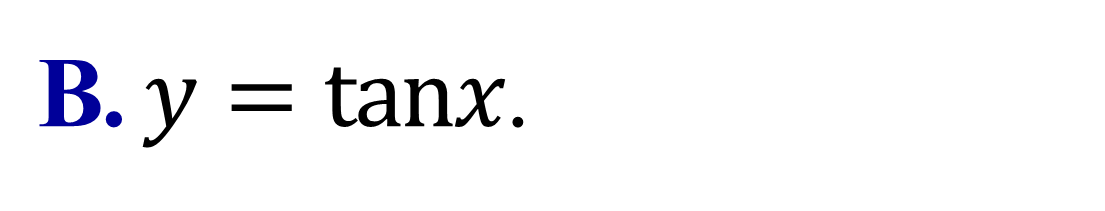 B. y = tanx.